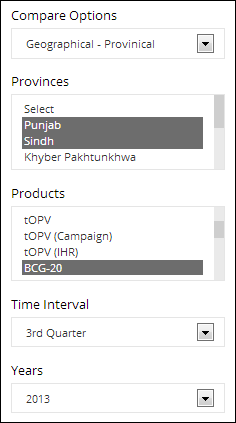 Compare Options
Geographical - Provinical
Provinces
Select
Punjab
Sindh
Khyber Pakhtunkhwa
Products
tOPV
tOPV (Campaign)
tOPV (IHR)
BCG-20
Time Interval
3rd Quarter
Years
2013